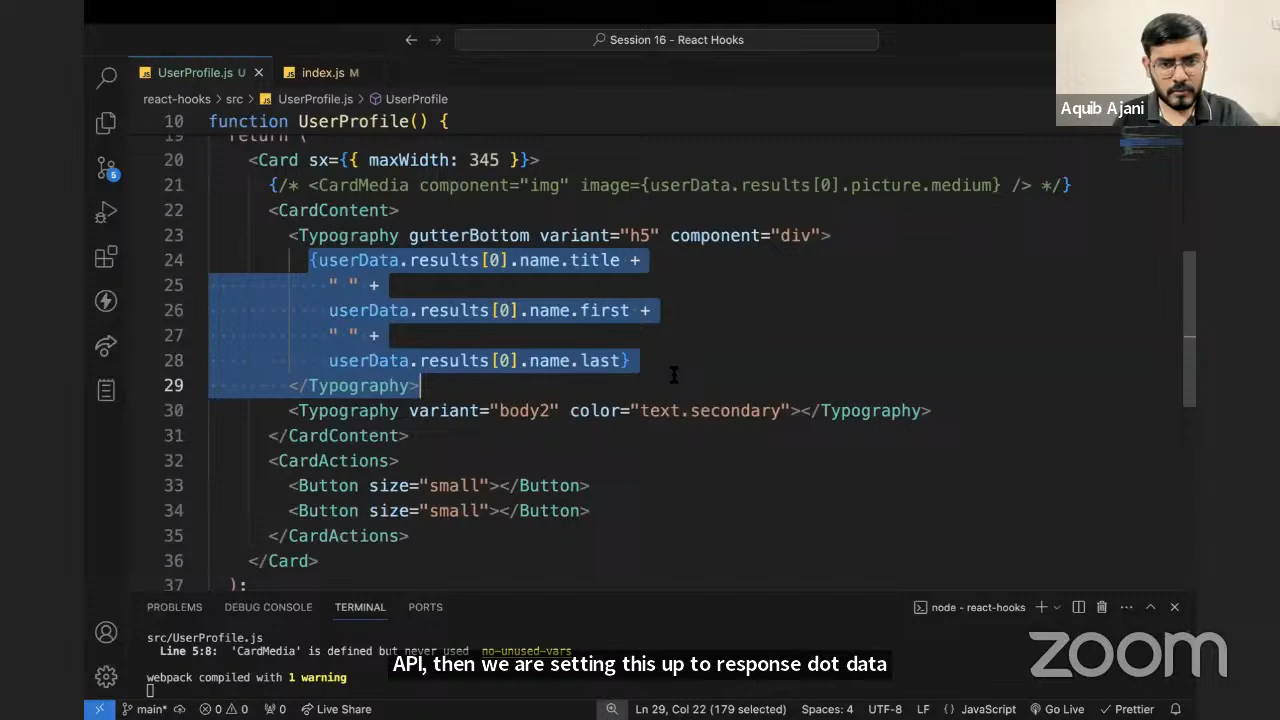 Session 16 - React Hooks
Aquib Ajani
UserProfile.js U
index.js M
react-hooks > src > UserProfile.js > UserProfile
10 function UserProfile() {
19 return (
20 <Card sx={{ maxWidth: 345 }}>
21 {/* <CardMedia component="img" image={userData.results[0].picture.medium} /> */}
22 <CardContent>
23 <Typography gutterBottom variant="h5" component="div">
24 {userData.results[0].name.title +
25 " " +
26 userData.results[0].name.first +
27 " " +
28 userData.results[0].name.last}
29 </Typography>
30 <Typography variant="body2" color="text.secondary"></Typography>
31 </CardContent>
32 <CardActions>
33 <Button size="small"></Button>
34 <Button size="small"></Button>
35 </CardActions>
36 </Card>
37 );
5
PROBLEMS DEBUG CONSOLE TERMINAL PORTS
node - react-hooks
src/UserProfile.js
Line 5:8: 'CardMedia' is defined but never used no-unused-vars
API, then we are setting this up to response dot data
webpack compiled with 1 warning
zoom
main* 0 0 0 Live Share Ln 29, Col 22 (179 selected) Spaces: 4 UTF-8 LF {} JavaScript Go Live Prettier